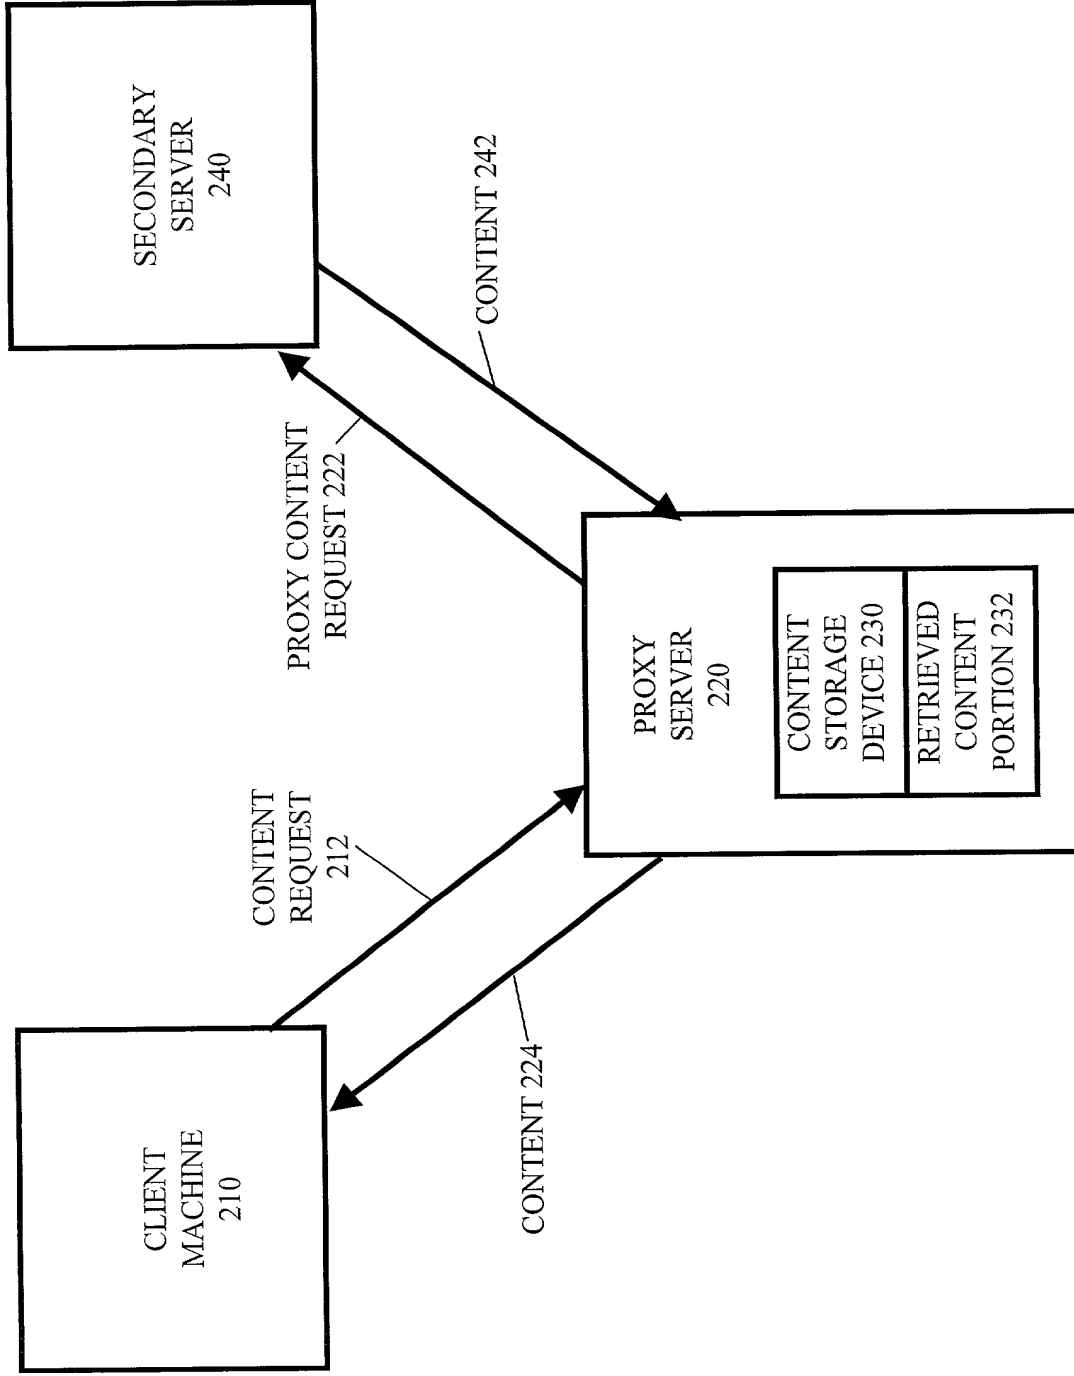 CLIENT
MACHINE
210
CONTENT
REQUEST
212
CONTENT 224
PROXY CONTENT
REQUEST 222
CONTENT 242
SECONDARY
SERVER
240
PROXY
SERVER
220
CONTENT
STORAGE
DEVICE 230
RETRIEVED
CONTENT
PORTION 232